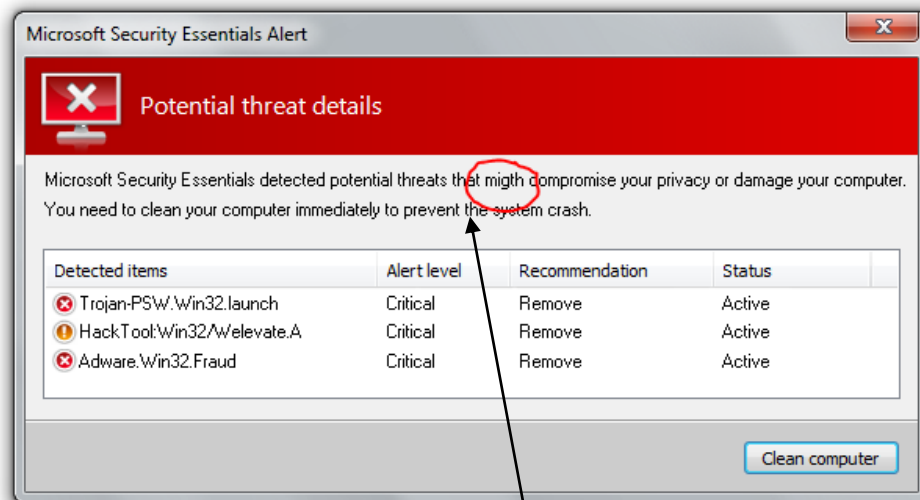 Microsoft Security Essentials Alert
Potential threat details
Microsoft Security Essentials detected potential threats that migth compromise your privacy or damage your computer.
You need to clean your computer immediately to prevent the system crash.
Detected items Alert level Recommendation Status
Trojan-PSW.Win32.launch Critical Remove Active
HackTool:Win32/Welevate.A Critical Remove Active
Adware.Win32.Fraud Critical Remove Active
Clean computer